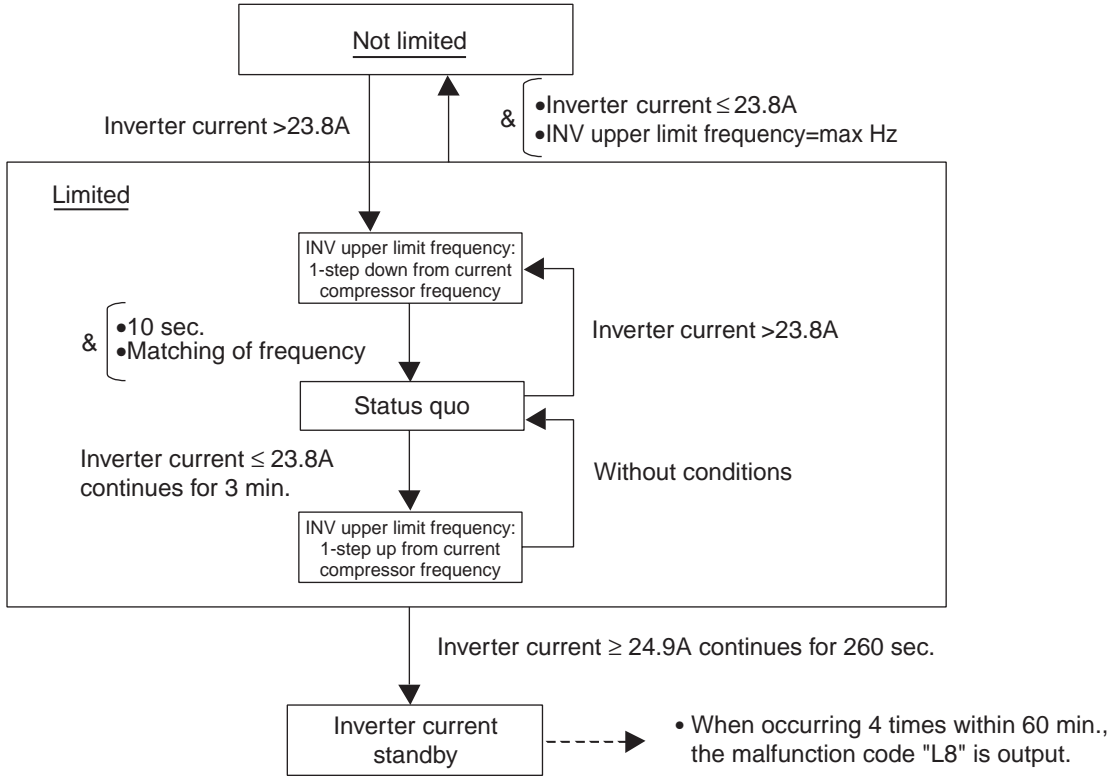 Not limited
Inverter current >23.8A
& •Inverter current ≤ 23.8A
•INV upper limit frequency=max Hz
Limited
INV upper limit frequency:
1-step down from current
compressor frequency
& •10 sec.
•Matching of frequency
Inverter current >23.8A
Status quo
Inverter current ≤ 23.8A
continues for 3 min.
Without conditions
INV upper limit frequency:
1-step up from current
compressor frequency
Inverter current ≥ 24.9A continues for 260 sec.
Inverter current
standby
• When occurring 4 times within 60 min.,
the malfunction code "L8" is output.